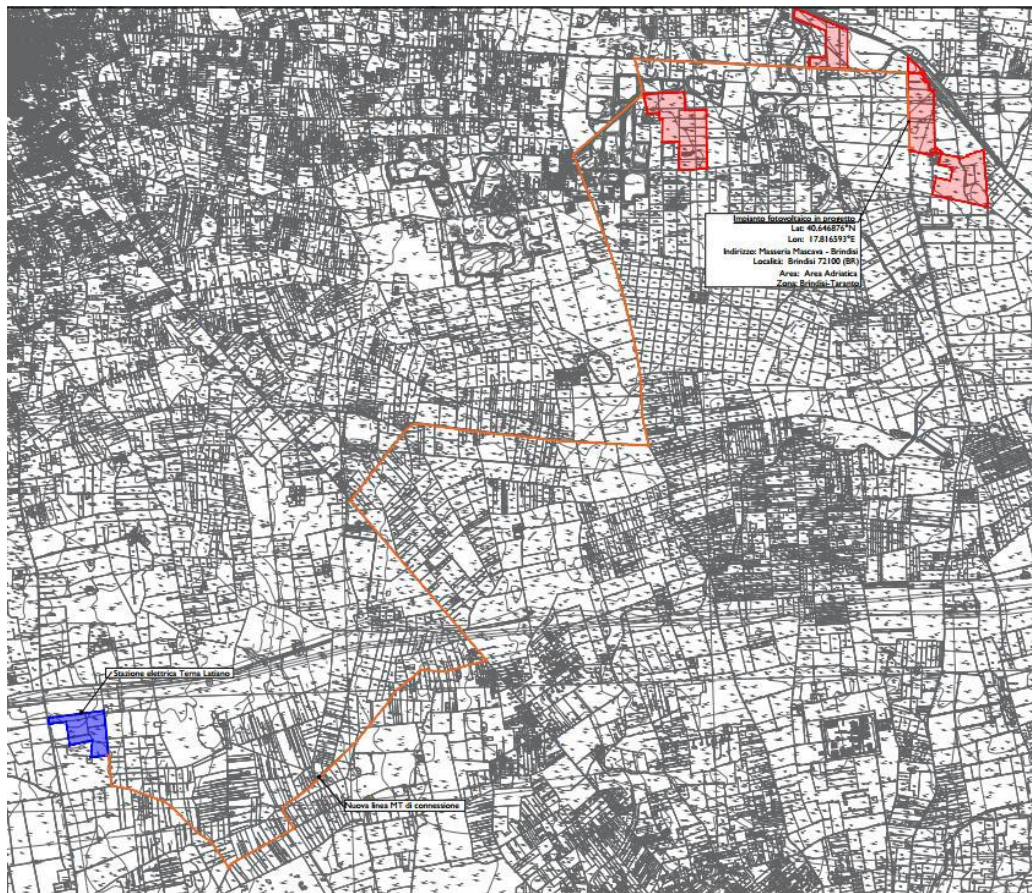 Impianto fotovoltaico in progetto
Lat: 40.646876°N
Lon: 17.816593°E
Indirizzo: Masseria Mascava - Brindisi
Località: Brindisi 72100 (BR)
Area: Area Adriatica
Zona: Brindisi-Taranto
Stazione elettrica Terna Latiano
Nuova linea MT di connessione